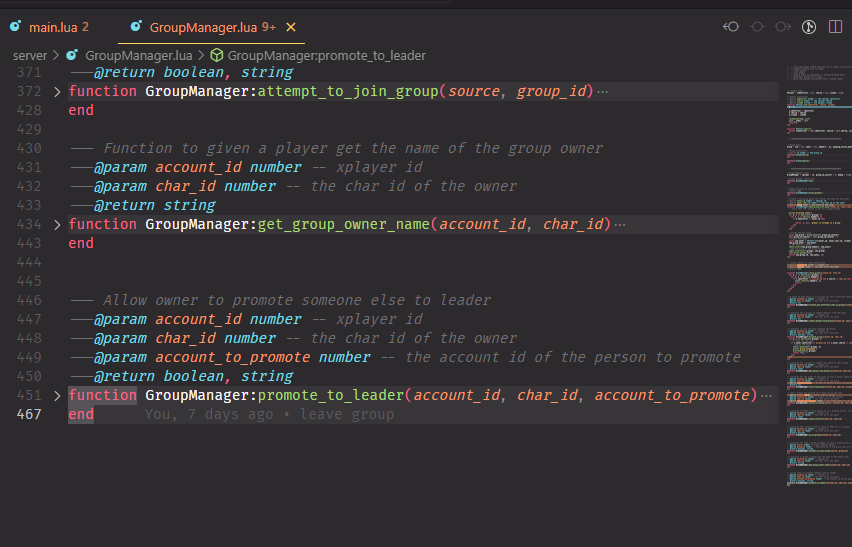 main.lua 2 GroupManager.lua 9+
server > GroupManager.lua > GroupManager:promote_to_leader
371 ---@return boolean, string
372 function GroupManager:attempt_to_join_group(source, group_id)···
428 end
429
430 --- Function to given a player get the name of the group owner
431 ---@param account_id number -- xplayer id
432 ---@param char_id number -- the char id of the owner
433 ---@return string
434 function GroupManager:get_group_owner_name(account_id, char_id)···
443 end
444
445
446 --- Allow owner to promote someone else to leader
447 ---@param account_id number -- xplayer id
448 ---@param char_id number -- the char id of the owner
449 ---@param account_to_promote number -- the account id of the person to promote
450 ---@return boolean, string
451 function GroupManager:promote_to_leader(account_id, char_id, account_to_promote)···
467 end You, 7 days ago • leave group